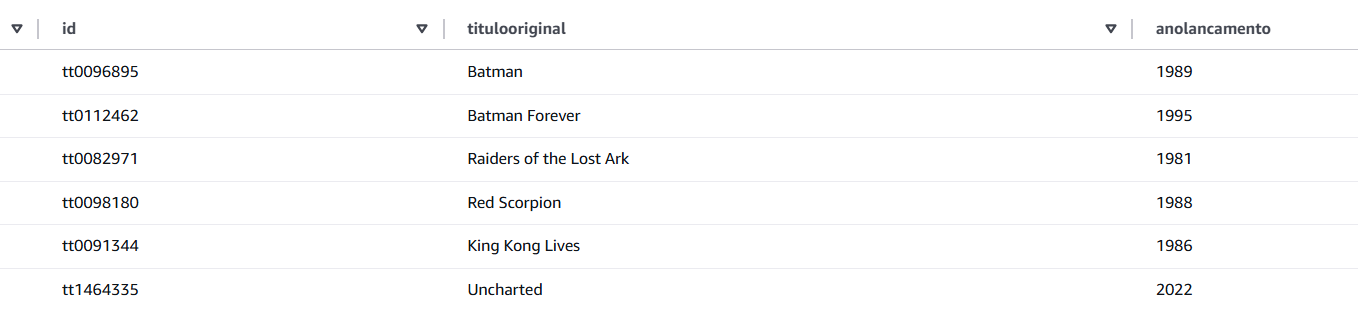 id titulooriginal anolancamento
tt0096895 Batman 1989
tt0112462 Batman Forever 1995
tt0082971 Raiders of the Lost Ark 1981
tt0098180 Red Scorpion 1988
tt0091344 King Kong Lives 1986
tt1464335 Uncharted 2022